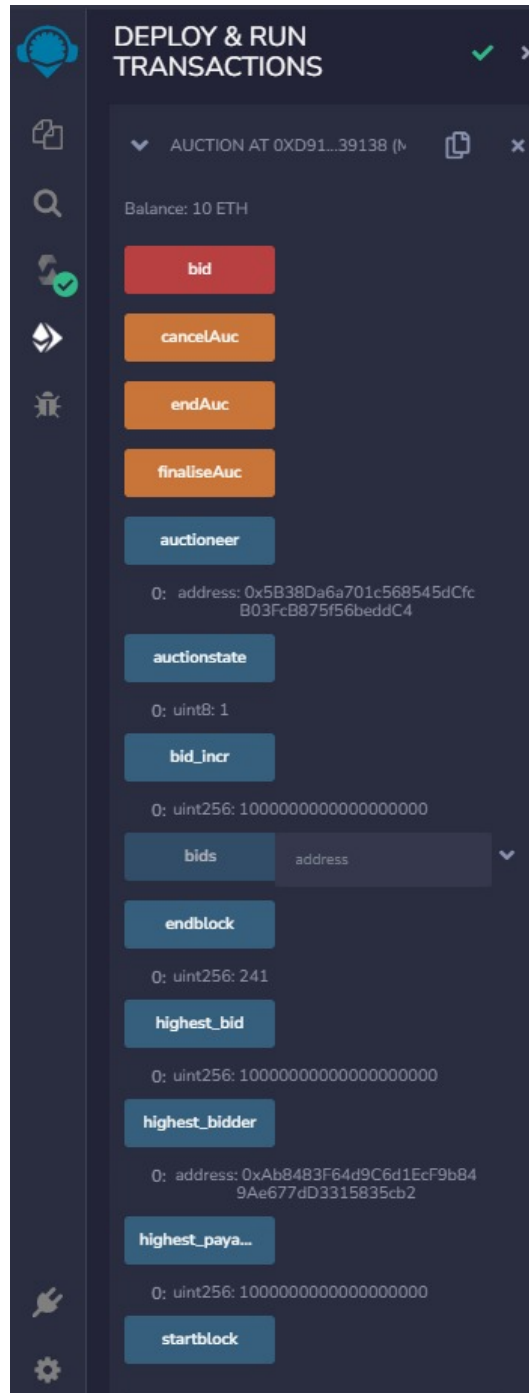 DEPLOY & RUN
TRANSACTIONS
AUCTION AT 0XD91...39138 (M
Balance: 10 ETH
bid
cancelAuc
endAuc
finaliseAuc
auctioneer
0: address: 0x5B38Da6a701c568545dCfc
B03FcB875f56beddC4
auctionstate
0: uint8: 1
bid_incr
0: uint256: 1000000000000000000
bids address
endblock
0: uint256: 241
highest_bid
0: uint256: 10000000000000000000
highest_bidder
0: address: 0xAb8483F64d9C6d1EcF9b84
9Ae677dD3315835cb2
highest_paya...
0: uint256: 1000000000000000000
startblock